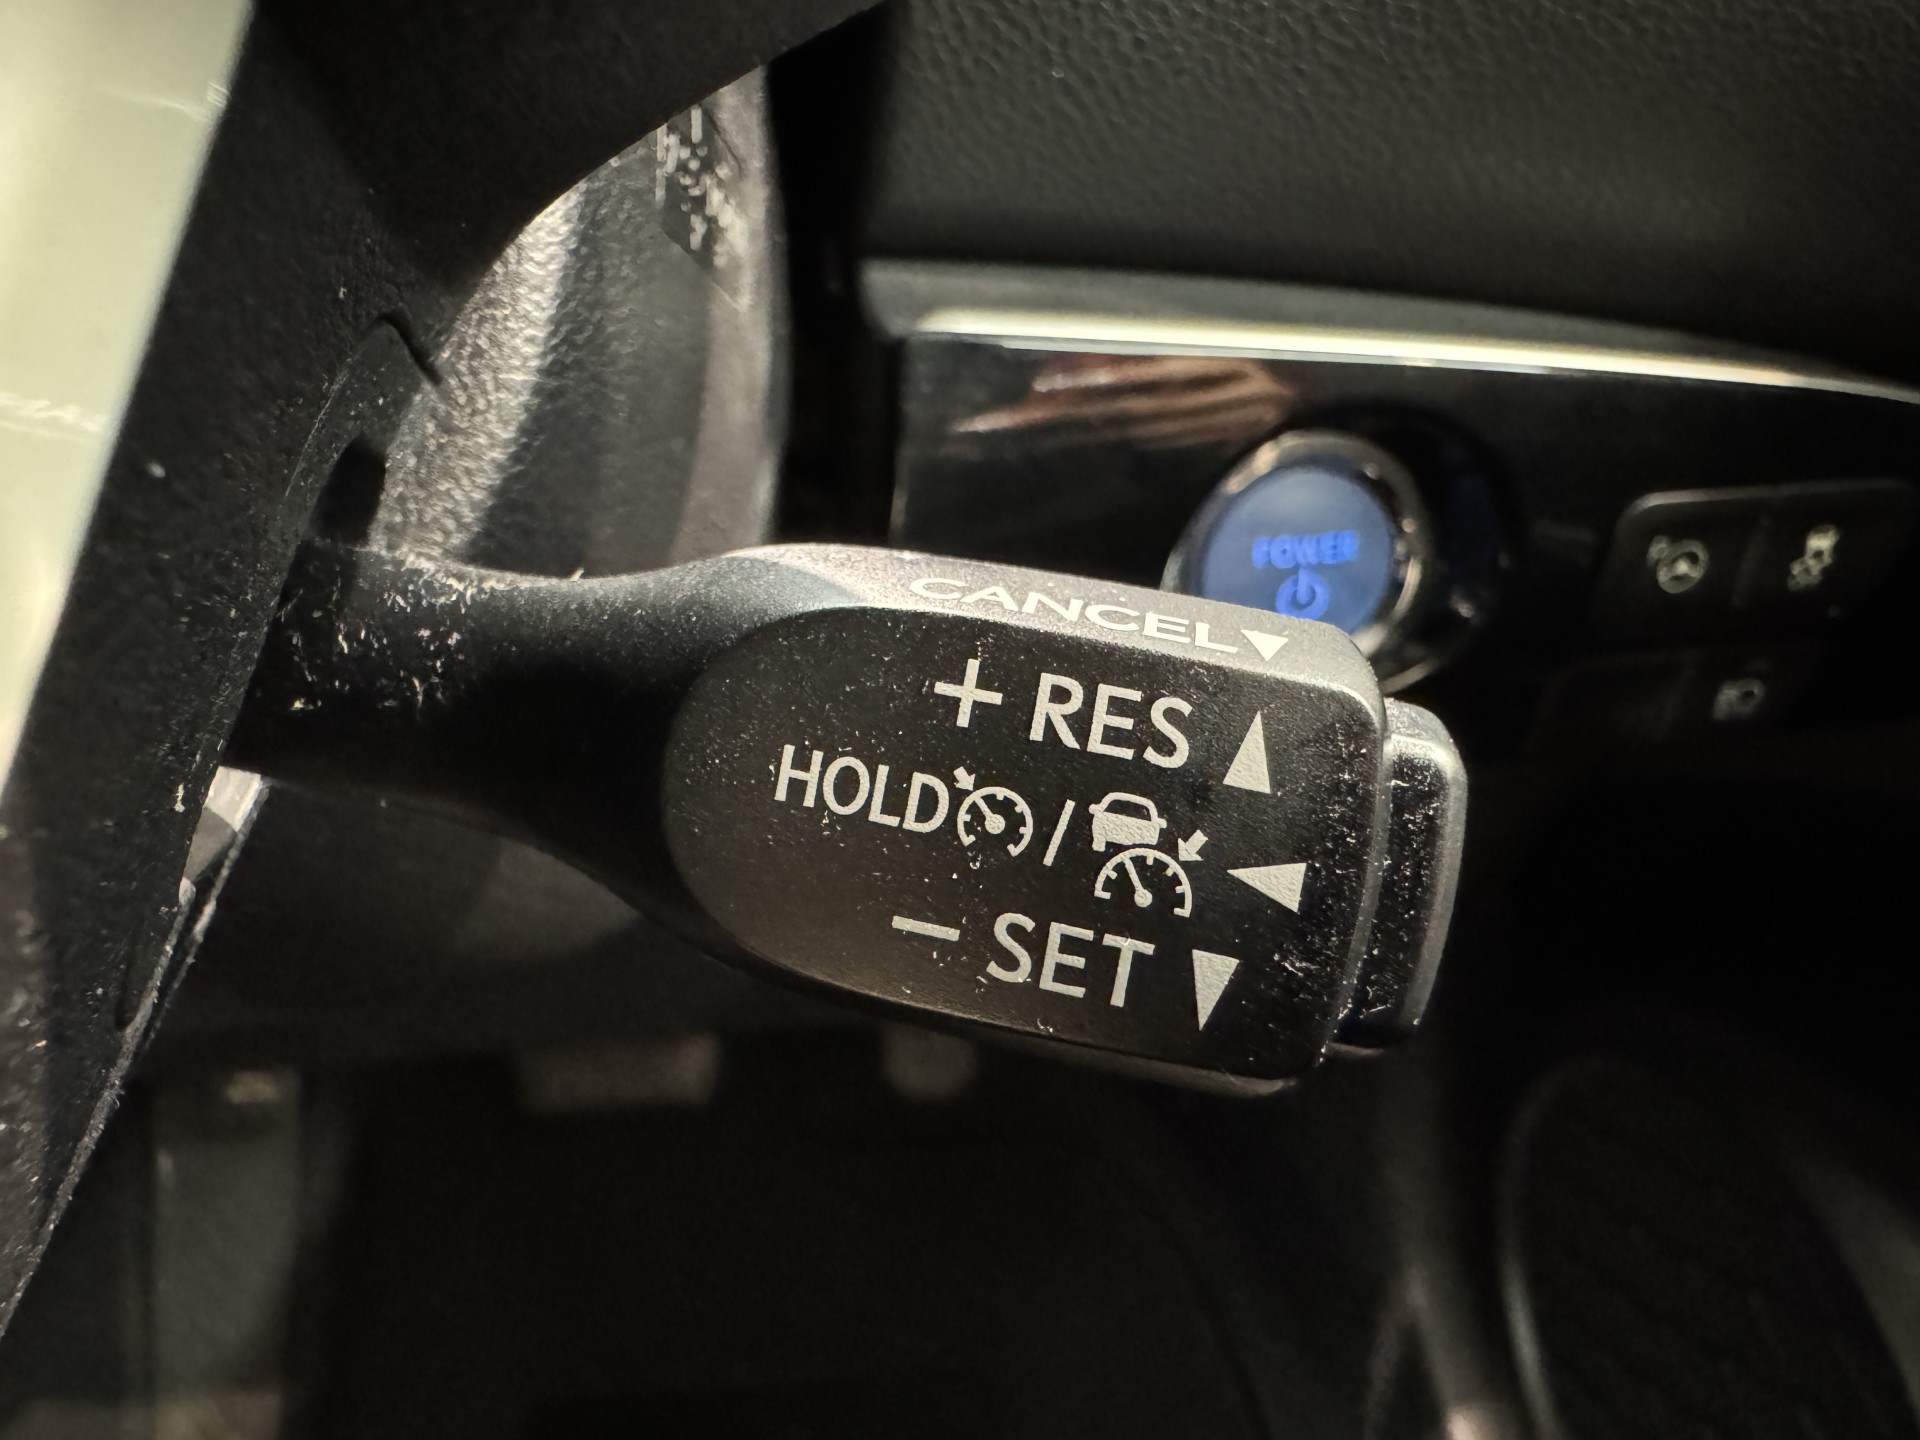 POWER
CANCEL▼
+ RES ▲
HOLD / ◀
− SET ▼